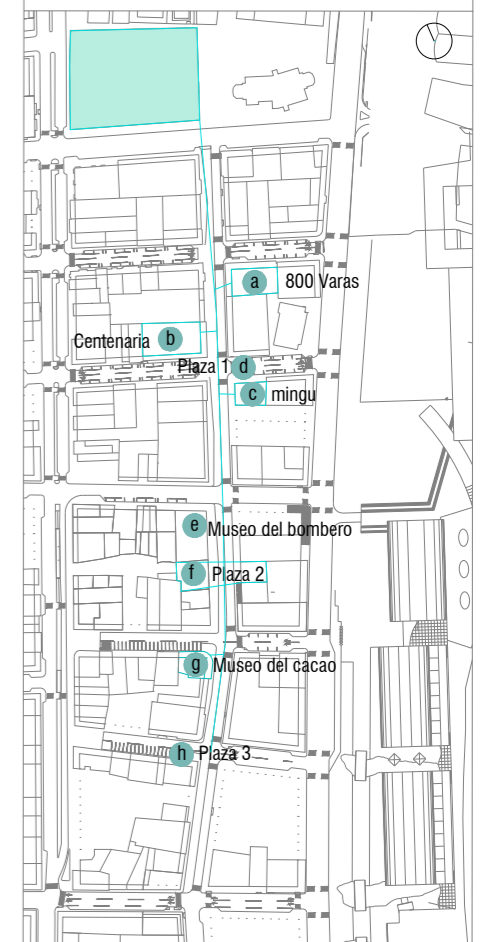 a 800 Varas
Centenaria b
Plaza 1 d
c mingu
e Museo del bombero
f Plaza 2
g Museo del cacao
h Plaza 3